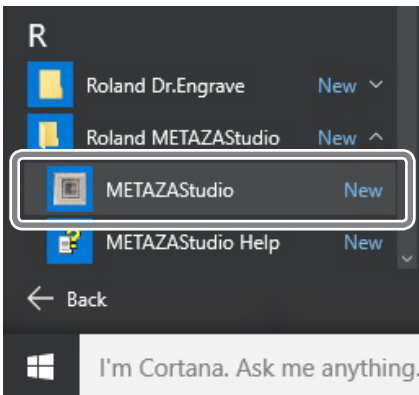 R
Roland Dr.Engrave New
Roland METAZAStudio New
METAZAStudio New
METAZAStudio Help New
Back
I'm Cortana. Ask me anything.